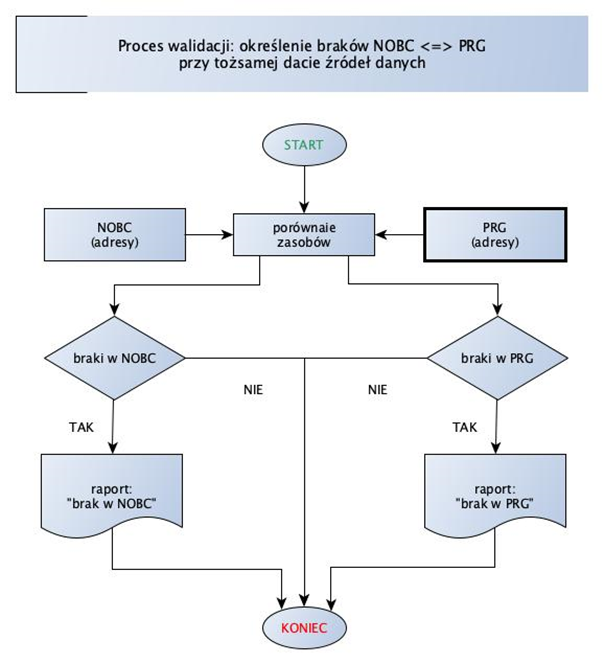 Proces walidacji: określenie braków NOBC <=> PRG
przy tożsamej dacie źródeł danych
START
NOBC
(adresy)
porównaie
zasobów
PRG
(adresy)
braki w NOBC
braki w PRG
NIE
NIE
TAK
TAK
raport:
"brak w NOBC"
raport:
"brak w PRG"
KONIEC